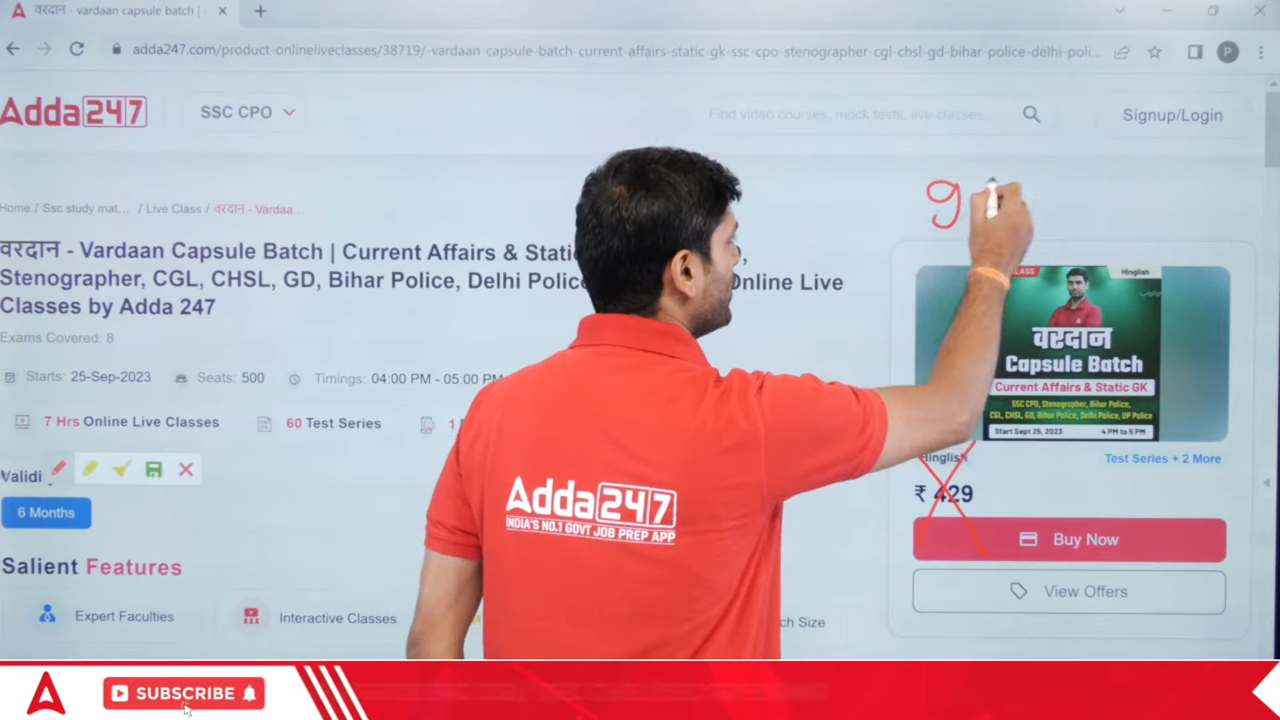 वरदान - vardaan capsule batch |
adda247.com/product-onlineliveclasses/38719/-vardaan-capsule-batch-current-affairs-static-gk-ssc-cpo-stenographer-cgl-chsl-gd-bihar-police-delhi-poli...
P
Adda247
SSC CPO
Find video courses, mock tests, live classes..
Signup/Login
9
Home / Ssc study mat... / Live Class / वरदान - Vardaa...
वरदान - Vardaan Capsule Batch | Current Affairs &
Stenographer, CGL, CHSL, GD, Bihar Police, Delhi Online Live
Classes by Adda 247
Exams Covered: 8
Starts: 25-Sep-2023
Seats: 500
Timings: 04:00 PM - 05:00 PM
7 Hrs Online Live Classes
60 Test Series
1
6 Months
Salient Features
Expert Faculties
Interactive Classes
Size
CLASS
Hinglish
वरदान
Capsule Batch
Current Affairs & Static GK
SSC CPO, Stenographer, Bihar Police,
CGL, CHSL, GD, Bihar Police, Delhi Police, UP Police
Start Sept 25, 2023
4 PM to 5 PM
Hinglish
Test Series + 2 More
₹ 429
Buy Now
View Offers
Adda247
INDIA'S NO.1 GOVT JOB PREP APP
SUBSCRIBE